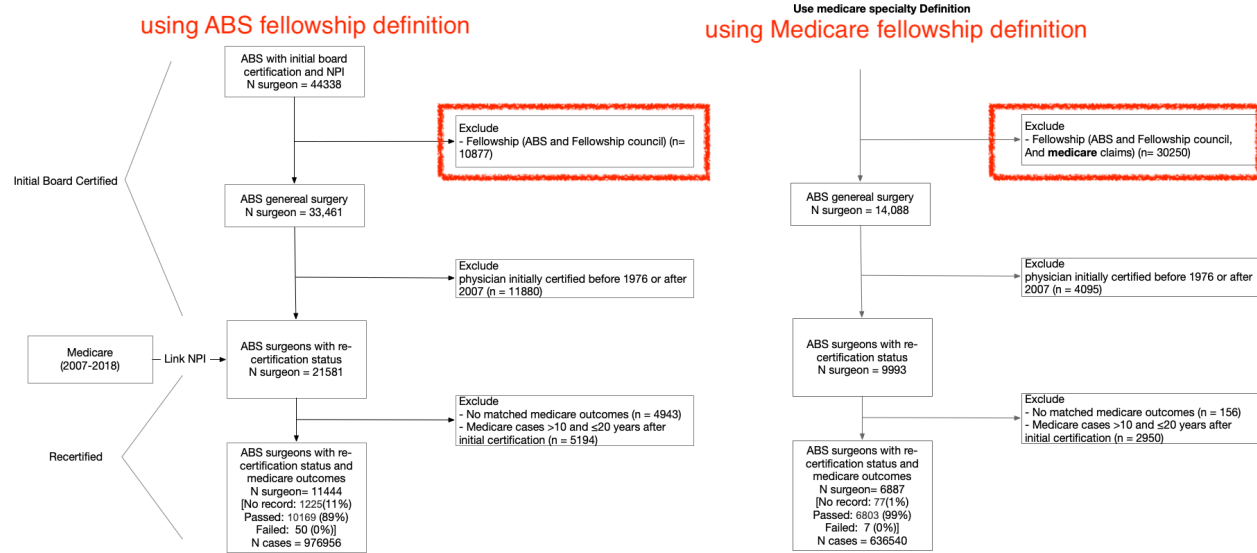 using ABS fellowship definition
ABS with initial board
certification and NPI
N surgeon = 44338
Exclude
- Fellowship (ABS and Fellowship council) (n=
10877)
Initial Board Certified
ABS genereal surgery
N surgeon = 33,461
Exclude
physician initially certified before 1976 or after
2007 (n = 11880)
Medicare
(2007-2018)
Link NPI
ABS surgeons with re-
certification status
N surgeon = 21581
Exclude
- No matched medicare outcomes (n = 4943)
- Medicare cases >10 and ≤20 years after
initial certification (n = 5194)
Recertified
ABS surgeons with re-
certification status and
medicare outcomes
N surgeon= 11444
[No record: 1225(11%)
Passed: 10169 (89%)
Failed: 50 (0%)]
N cases = 976956
Use medicare specialty Definition
using Medicare fellowship definition
Exclude
- Fellowship (ABS and Fellowship council,
And medicare claims) (n= 30250)
ABS genereal surgery
N surgeon = 14,088
Exclude
physician initially certified before 1976 or after
2007 (n = 4095)
ABS surgeons with re-
certification status
N surgeon = 9993
Exclude
- No matched medicare outcomes (n = 156)
- Medicare cases >10 and ≤20 years after
initial certification (n = 2950)
ABS surgeons with re-
certification status and
medicare outcomes
N surgeon= 6887
[No record: 77(1%)
Passed: 6803 (99%)
Failed: 7 (0%)]
N cases = 636540